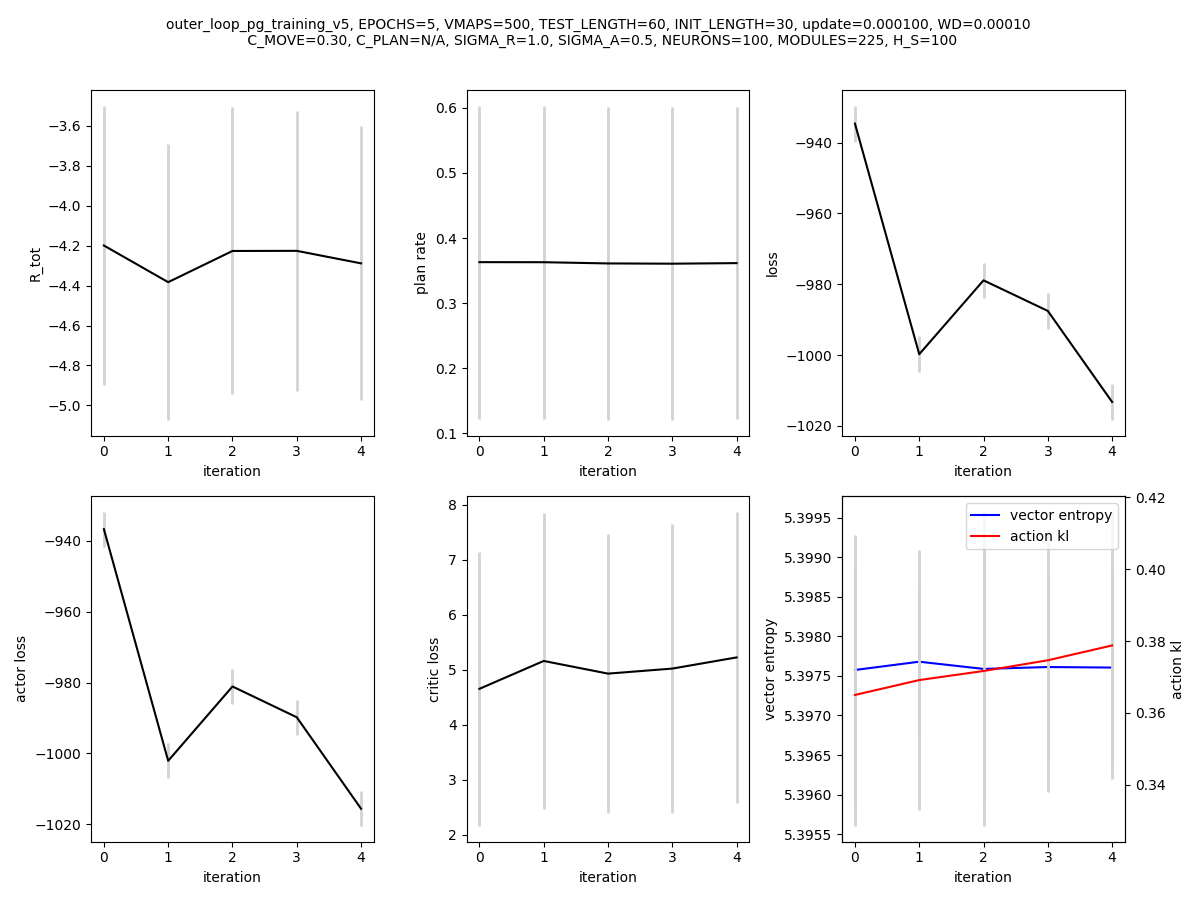 outer_loop_pg_training_v5, EPOCHS=5, VMAPS=500, TEST_LENGTH=60, INIT_LENGTH=30, update=0.000100, WD=0.00010
C_MOVE=0.30, C_PLAN=N/A, SIGMA_R=1.0, SIGMA_A=0.5, NEURONS=100, MODULES=225, H_S=100
R_tot
−3.6
−3.8
−4.0
−4.2
−4.4
−4.6
−4.8
−5.0
0 1 2 3 4
iteration
plan rate
0.6
0.5
0.4
0.3
0.2
0.1
0 1 2 3 4
iteration
loss
−940
−960
−980
−1000
−1020
0 1 2 3 4
iteration
actor loss
−940
−960
−980
−1000
−1020
0 1 2 3 4
iteration
critic loss
8
7
6
5
4
3
2
0 1 2 3 4
iteration
vector entropy
5.3995
5.3990
5.3985
5.3980
5.3975
5.3970
5.3965
5.3960
5.3955
0 1 2 3 4
iteration
vector entropy
action kl
0.42
0.40
0.38
0.36
0.34
action kl